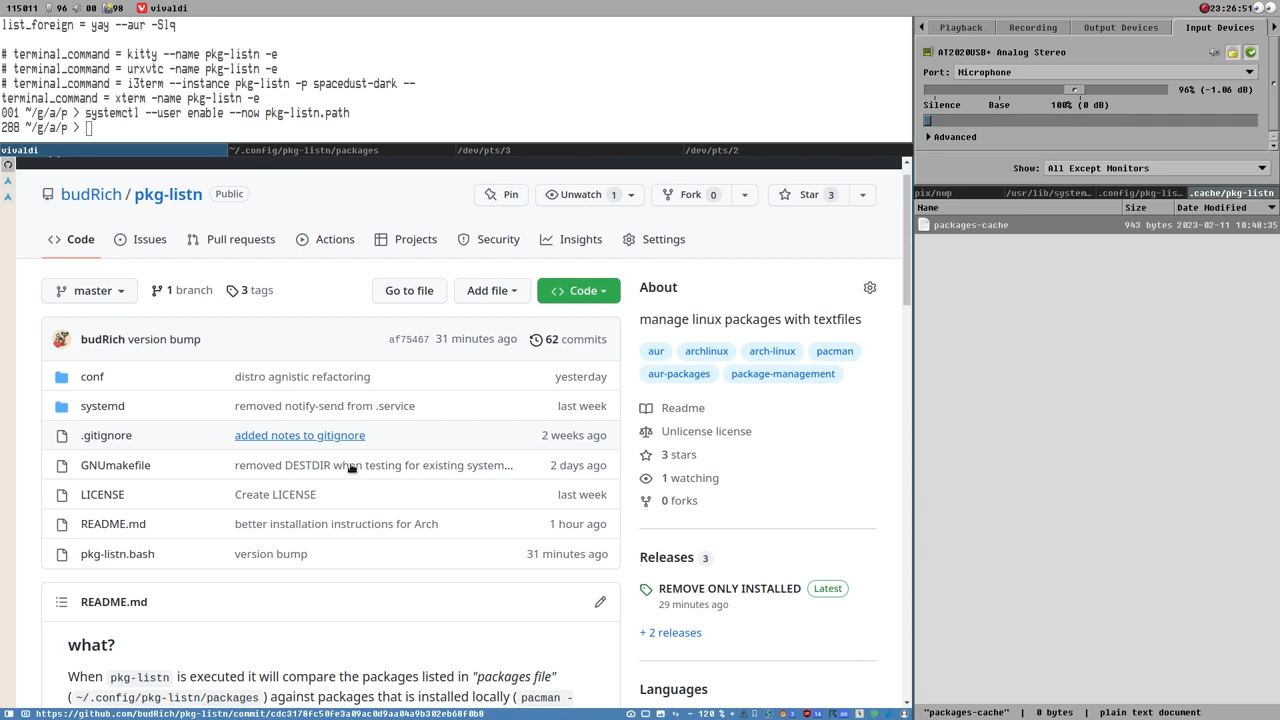 115011 96 00 vivaldi
23:26:51
list_foreign = yay --aur -Slq
# terminal_command = kitty --name pkg-listn -e
# terminal_command = urxvtc -name pkg-listn -e
# terminal_command = i3term --instance pkg-listn -p spacedust-dark --
terminal_command = xterm -name pkg-listn -e
001 ~/g/a/p > systemctl --user enable --now pkg-listn.path
288 ~/g/a/p >
vivaldi ~/.config/pkg-listn/packages /dev/pts/3 /dev/pts/2
budRich / pkg-listn Public
Pin Unwatch 1 Fork 0 Star 3
Code Issues Pull requests Actions Projects Security Insights Settings
master 1 branch 3 tags Go to file Add file Code
budRich version bump af75467 31 minutes ago 62 commits
conf distro agnistic refactoring yesterday
systemd removed notify-send from .service last week
.gitignore added notes to gitignore 2 weeks ago
GNUmakefile removed DESTDIR when testing for existing system... 2 days ago
LICENSE Create LICENSE last week
README.md better installation instructions for Arch 1 hour ago
pkg-listn.bash version bump 31 minutes ago
README.md
what?
When pkg-listn is executed it will compare the packages listed in "packages file"
( ~/.config/pkg-listn/packages ) against packages that is installed locally ( pacman -
About
manage linux packages with textfiles
aur archlinux arch-linux pacman
aur-packages package-management
Readme
Unlicense license
3 stars
1 watching
0 forks
Releases 3
REMOVE ONLY INSTALLED Latest
29 minutes ago
+ 2 releases
Languages
https://github.com/budRich/pkg-listn/commit/cdc3178fc50fe3a09ac0d9aa04a9b302eb68f0b8
120 %
Playback Recording Output Devices Input Devices
AT2020USB+ Analog Stereo
Port: Microphone
96% (-1.06 dB)
Silence Base 100% (0 dB)
Advanced
Show: All Except Monitors
pix/nwp /usr/lib/system... .config/pkg-lis... .cache/pkg-listn
Name Size Date Modified
packages-cache 943 bytes 2023-02-11 10:48:35
"packages-cache" | 0 bytes | plain text document